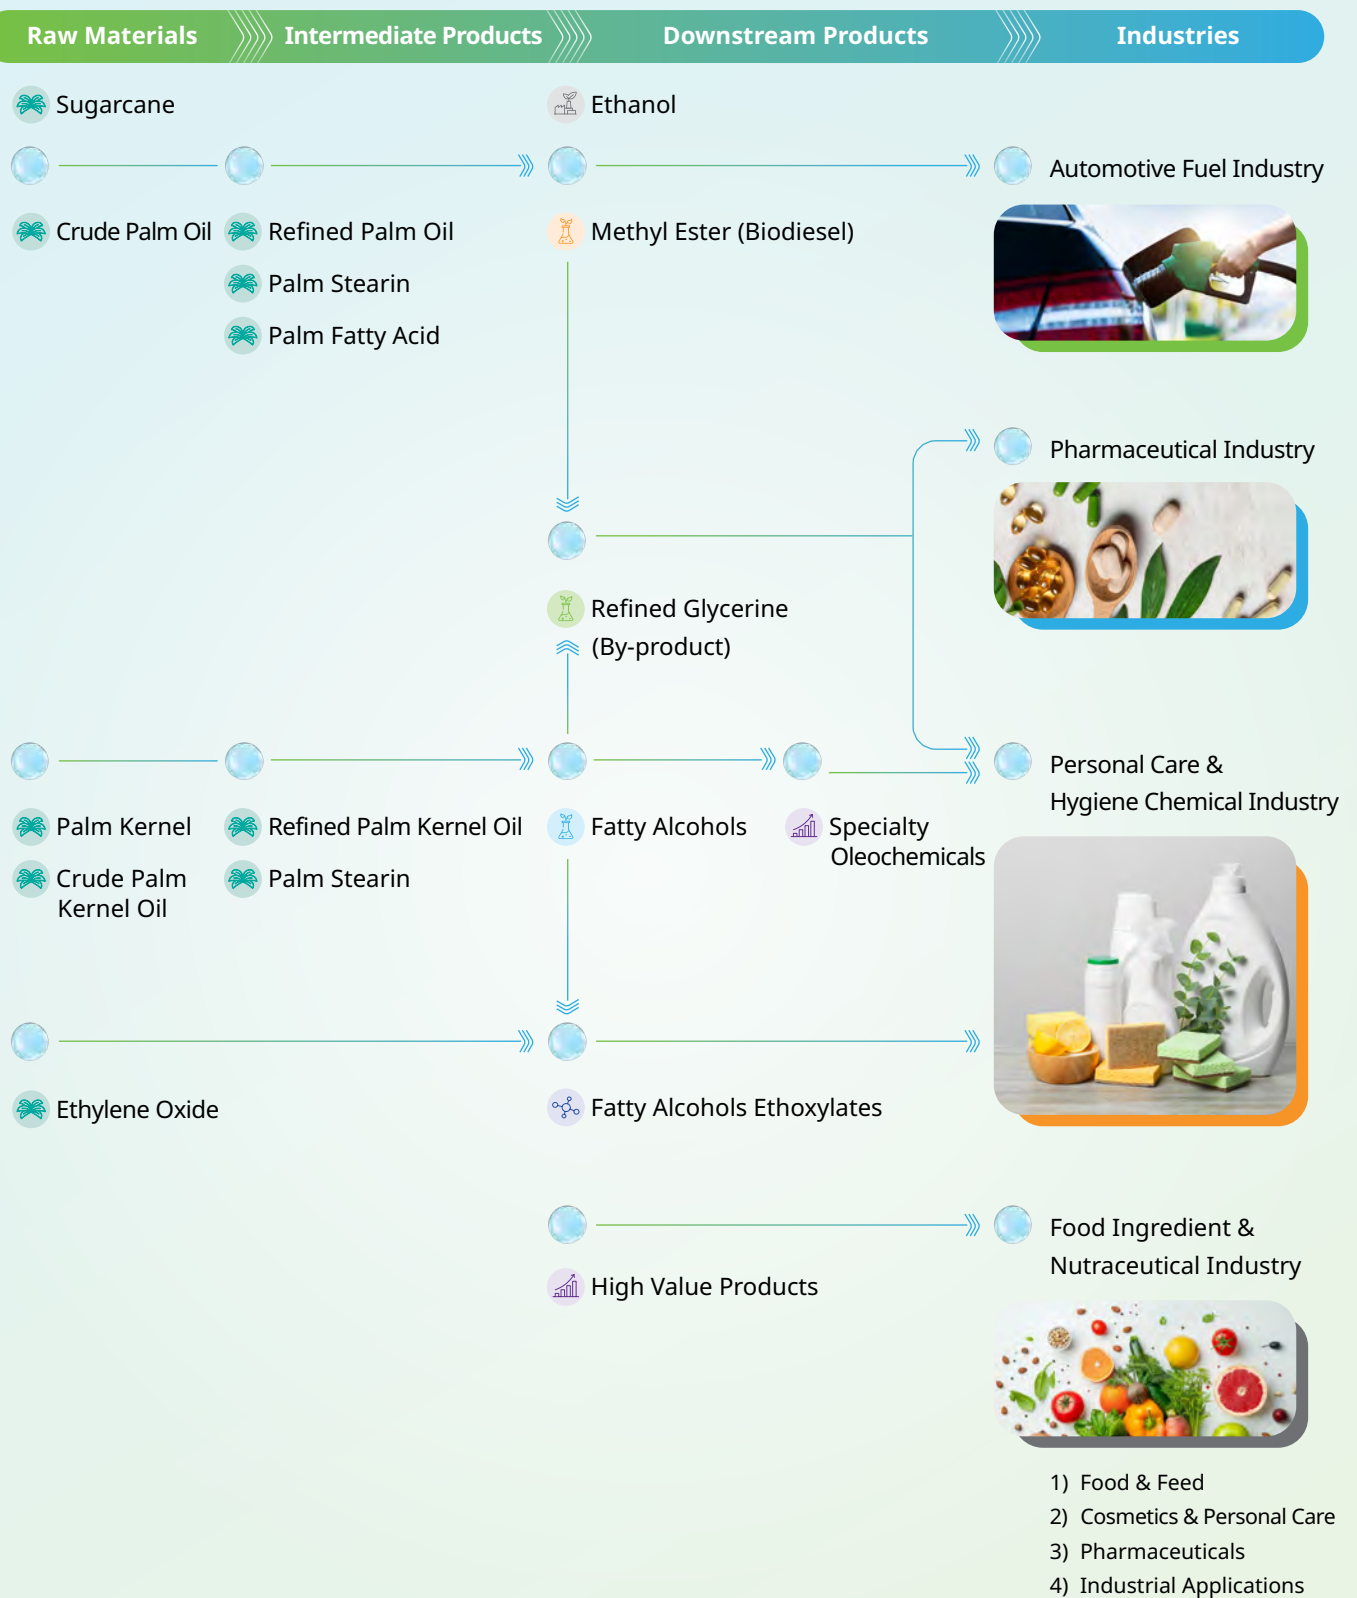 Raw Materials
Intermediate Products
Downstream Products
Industries
Sugarcane
Ethanol
Automotive Fuel Industry
Crude Palm Oil
Refined Palm Oil
Methyl Ester (Biodiesel)
Palm Stearin
Palm Fatty Acid
Pharmaceutical Industry
Refined Glycerine
(By-product)
Personal Care &
Hygiene Chemical Industry
Palm Kernel
Refined Palm Kernel Oil
Fatty Alcohols
Specialty
Oleochemicals
Crude Palm
Kernel Oil
Palm Stearin
Ethylene Oxide
Fatty Alcohols Ethoxylates
Food Ingredient &
Nutraceutical Industry
High Value Products
1) Food & Feed
2) Cosmetics & Personal Care
3) Pharmaceuticals
4) Industrial Applications